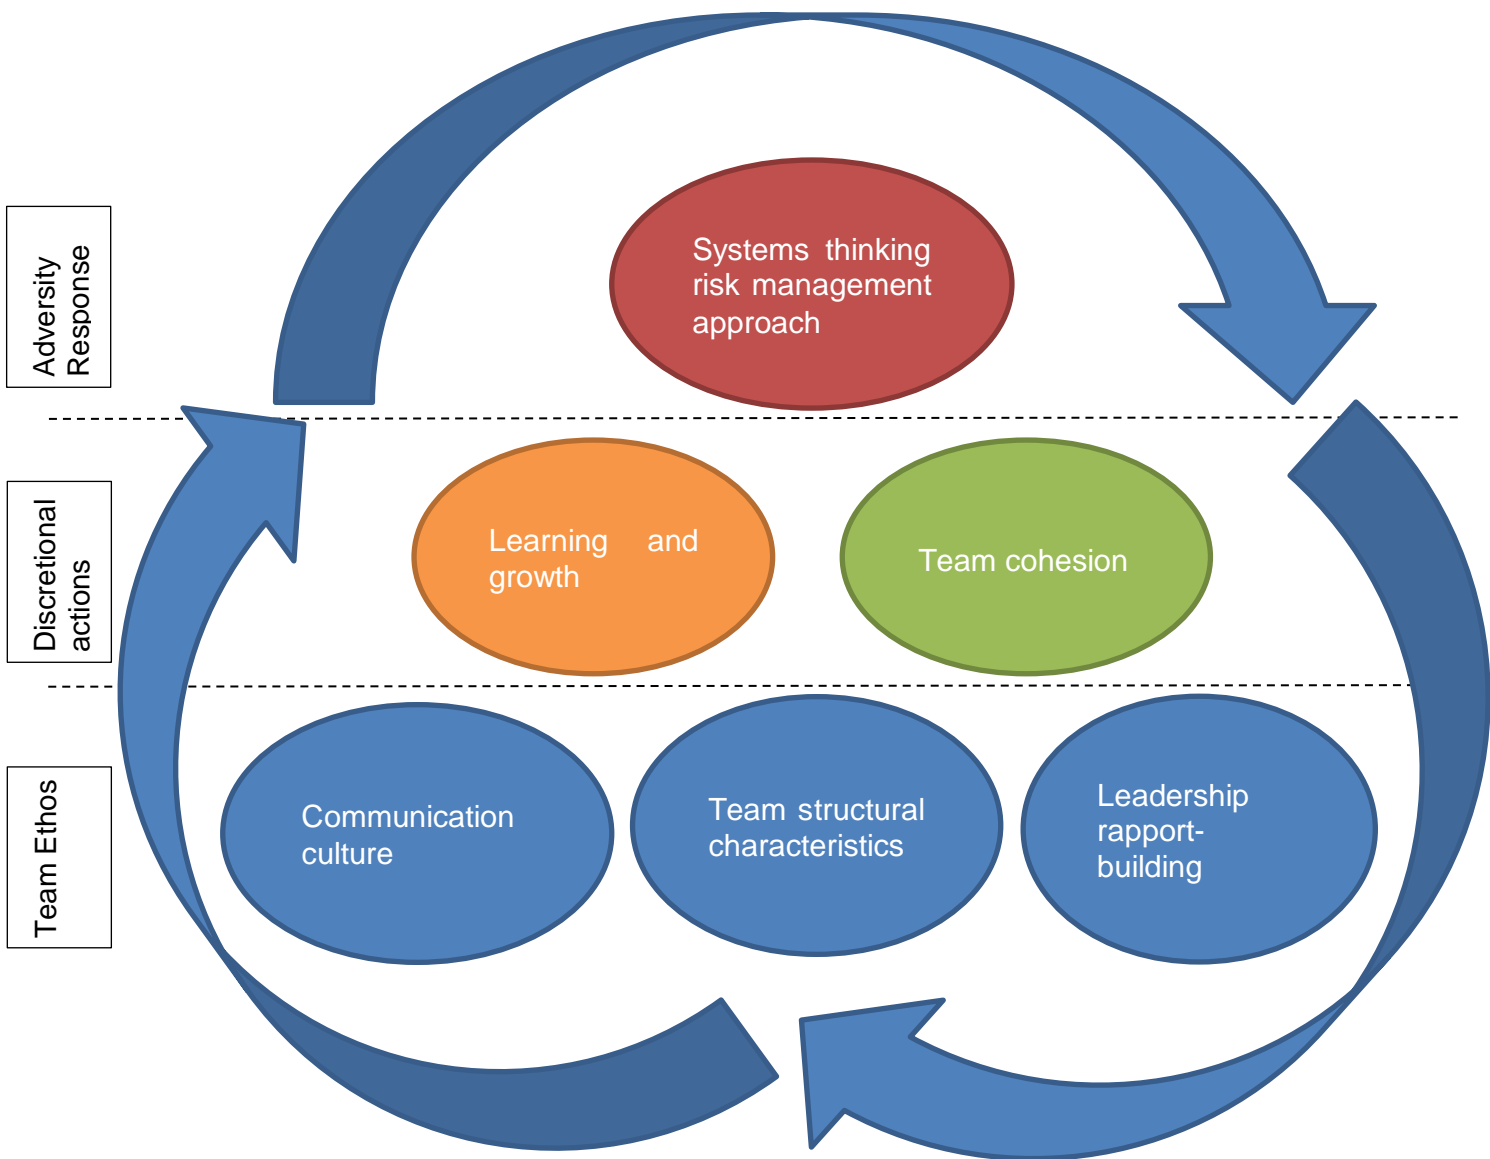 Adversity
Response
Systems thinking
risk management
approach
Discretional
actions
Learning and
growth
Team cohesion
Team Ethos
Communication
culture
Team structural
characteristics
Leadership
rapport-
building